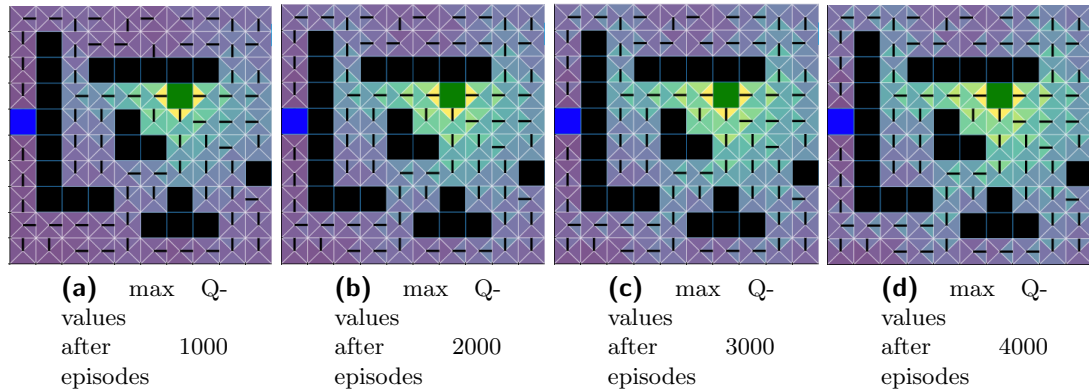 (a) max Q-
values
after 1000
episodes
(b) max Q-
values
after 2000
episodes
(c) max Q-
values
after 3000
episodes
(d) max Q-
values
after 4000
episodes